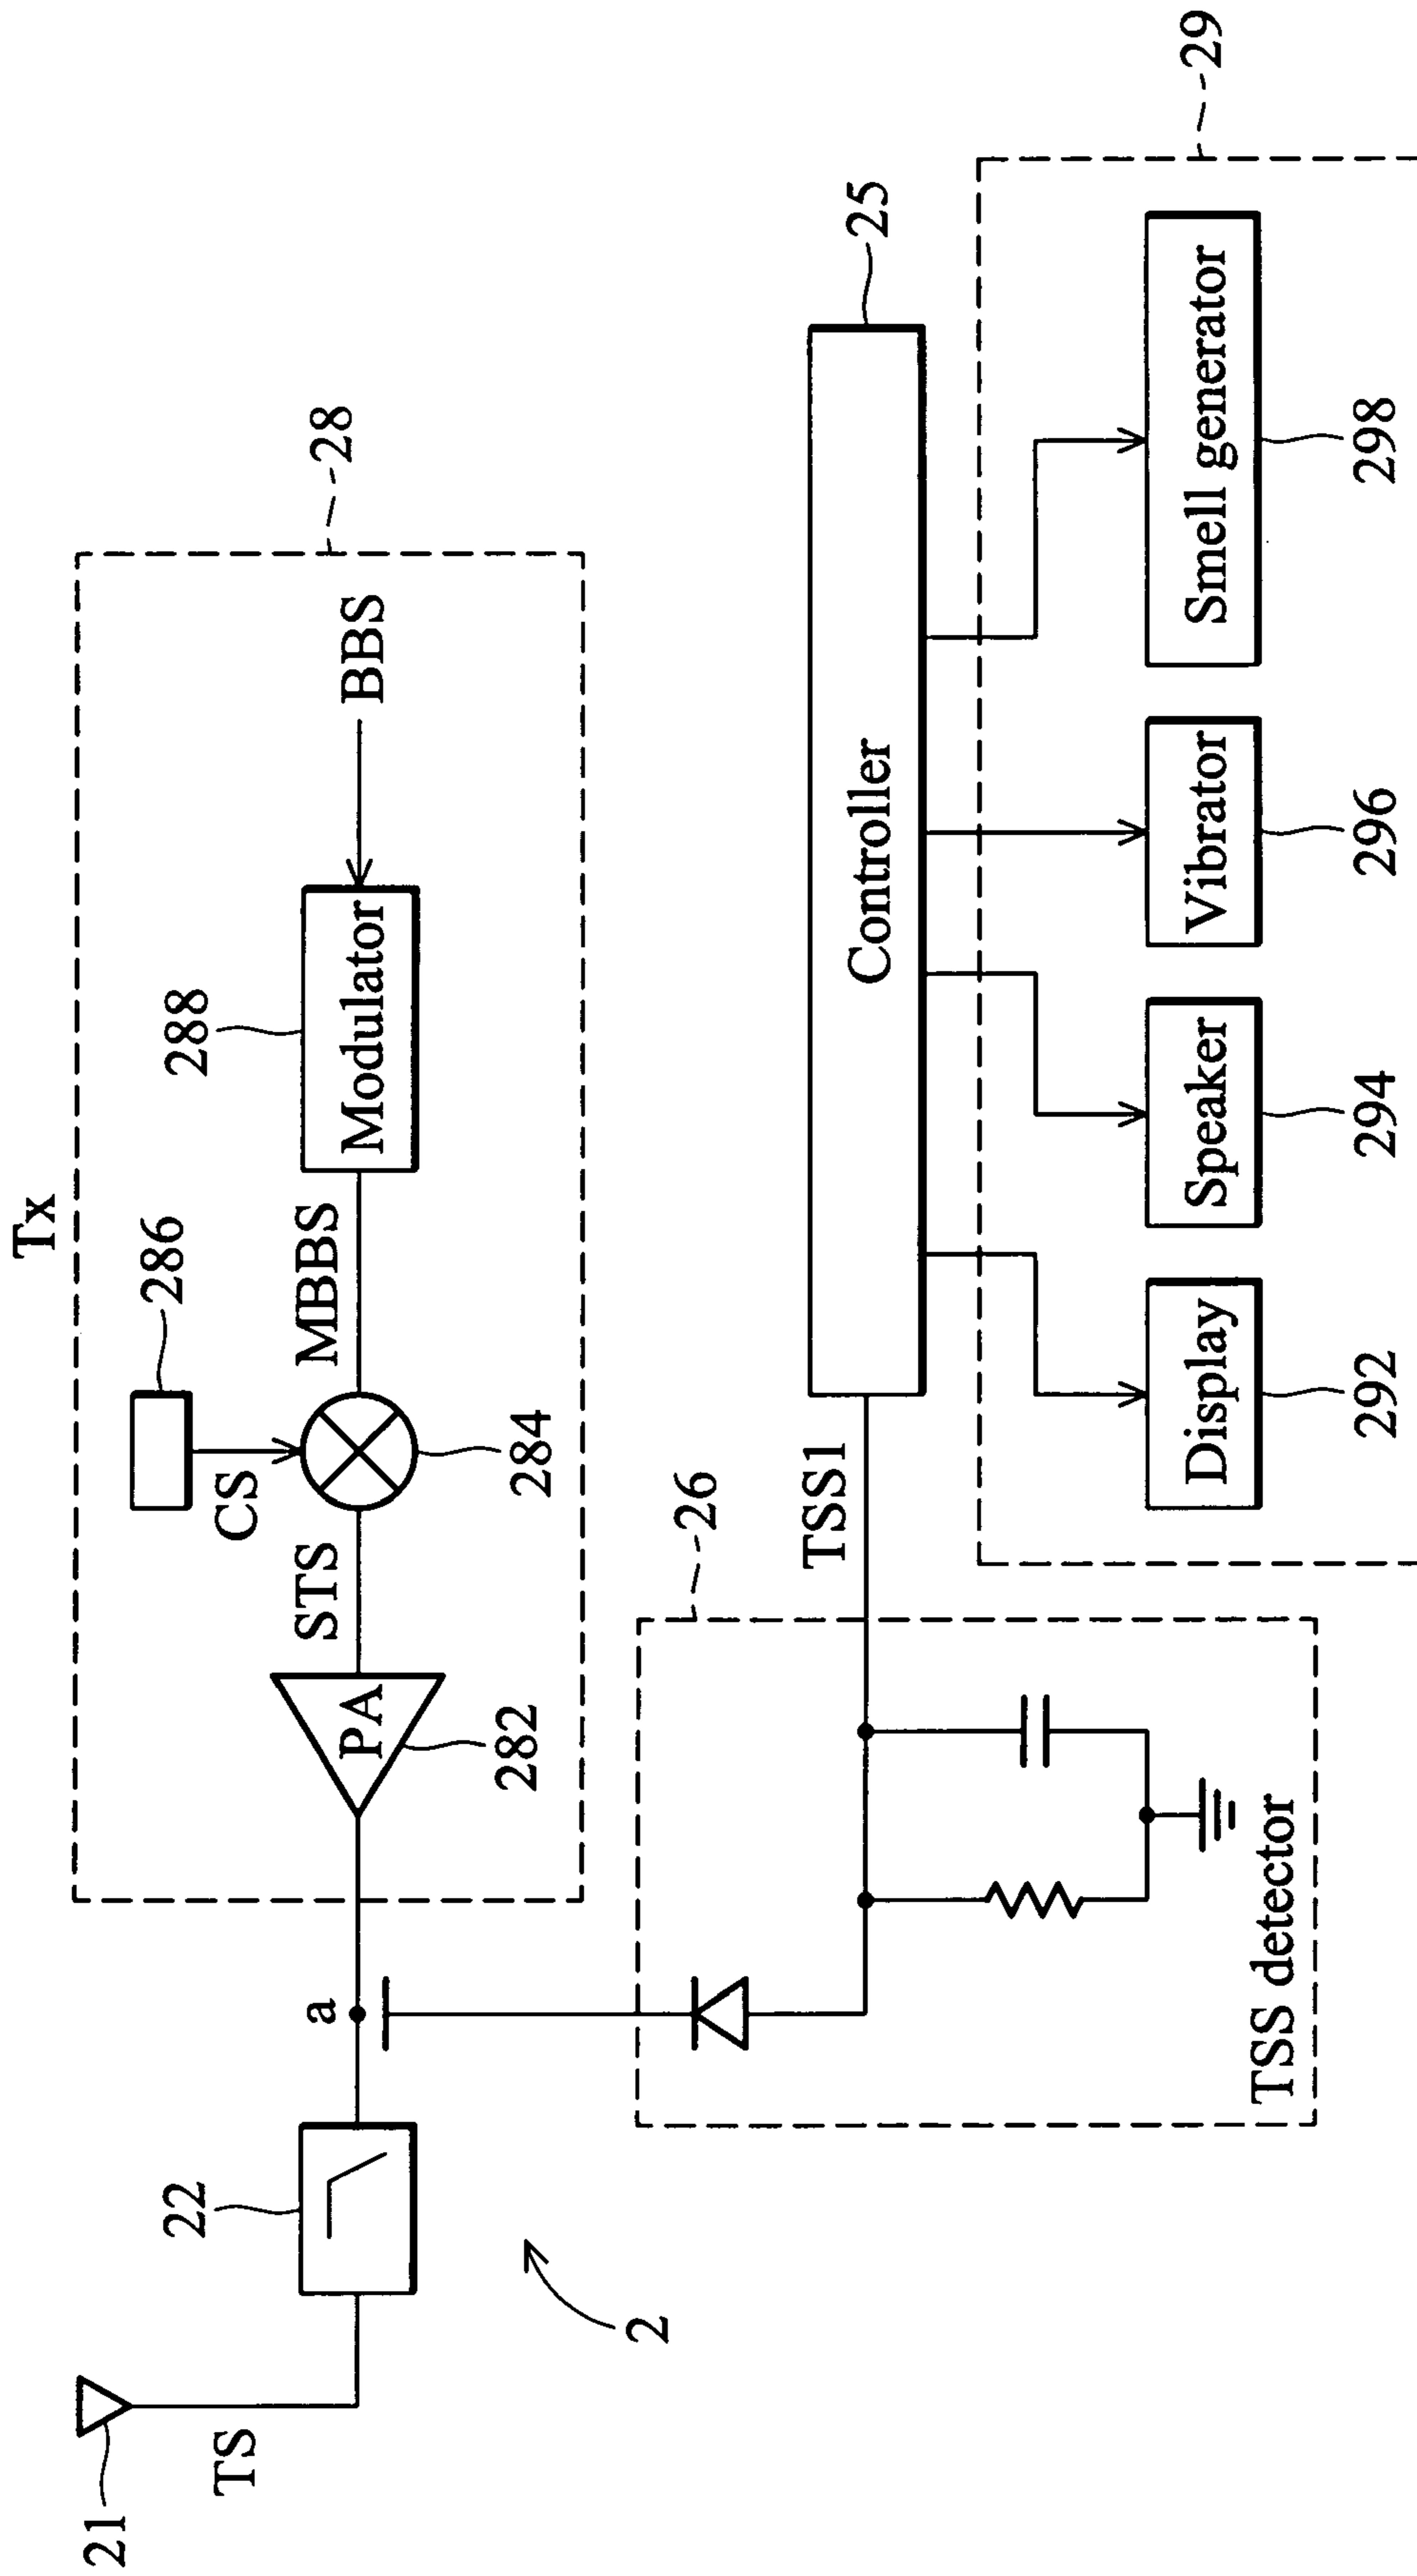 Tx
28
286
288
CS
STS
MBBS
Modulator
BBS
PA
282
284
21
TS
22
a
2
26
TSS detector
TSS1
Controller
25
29
Display
Speaker
Vibrator
Smell generator
292
294
296
298